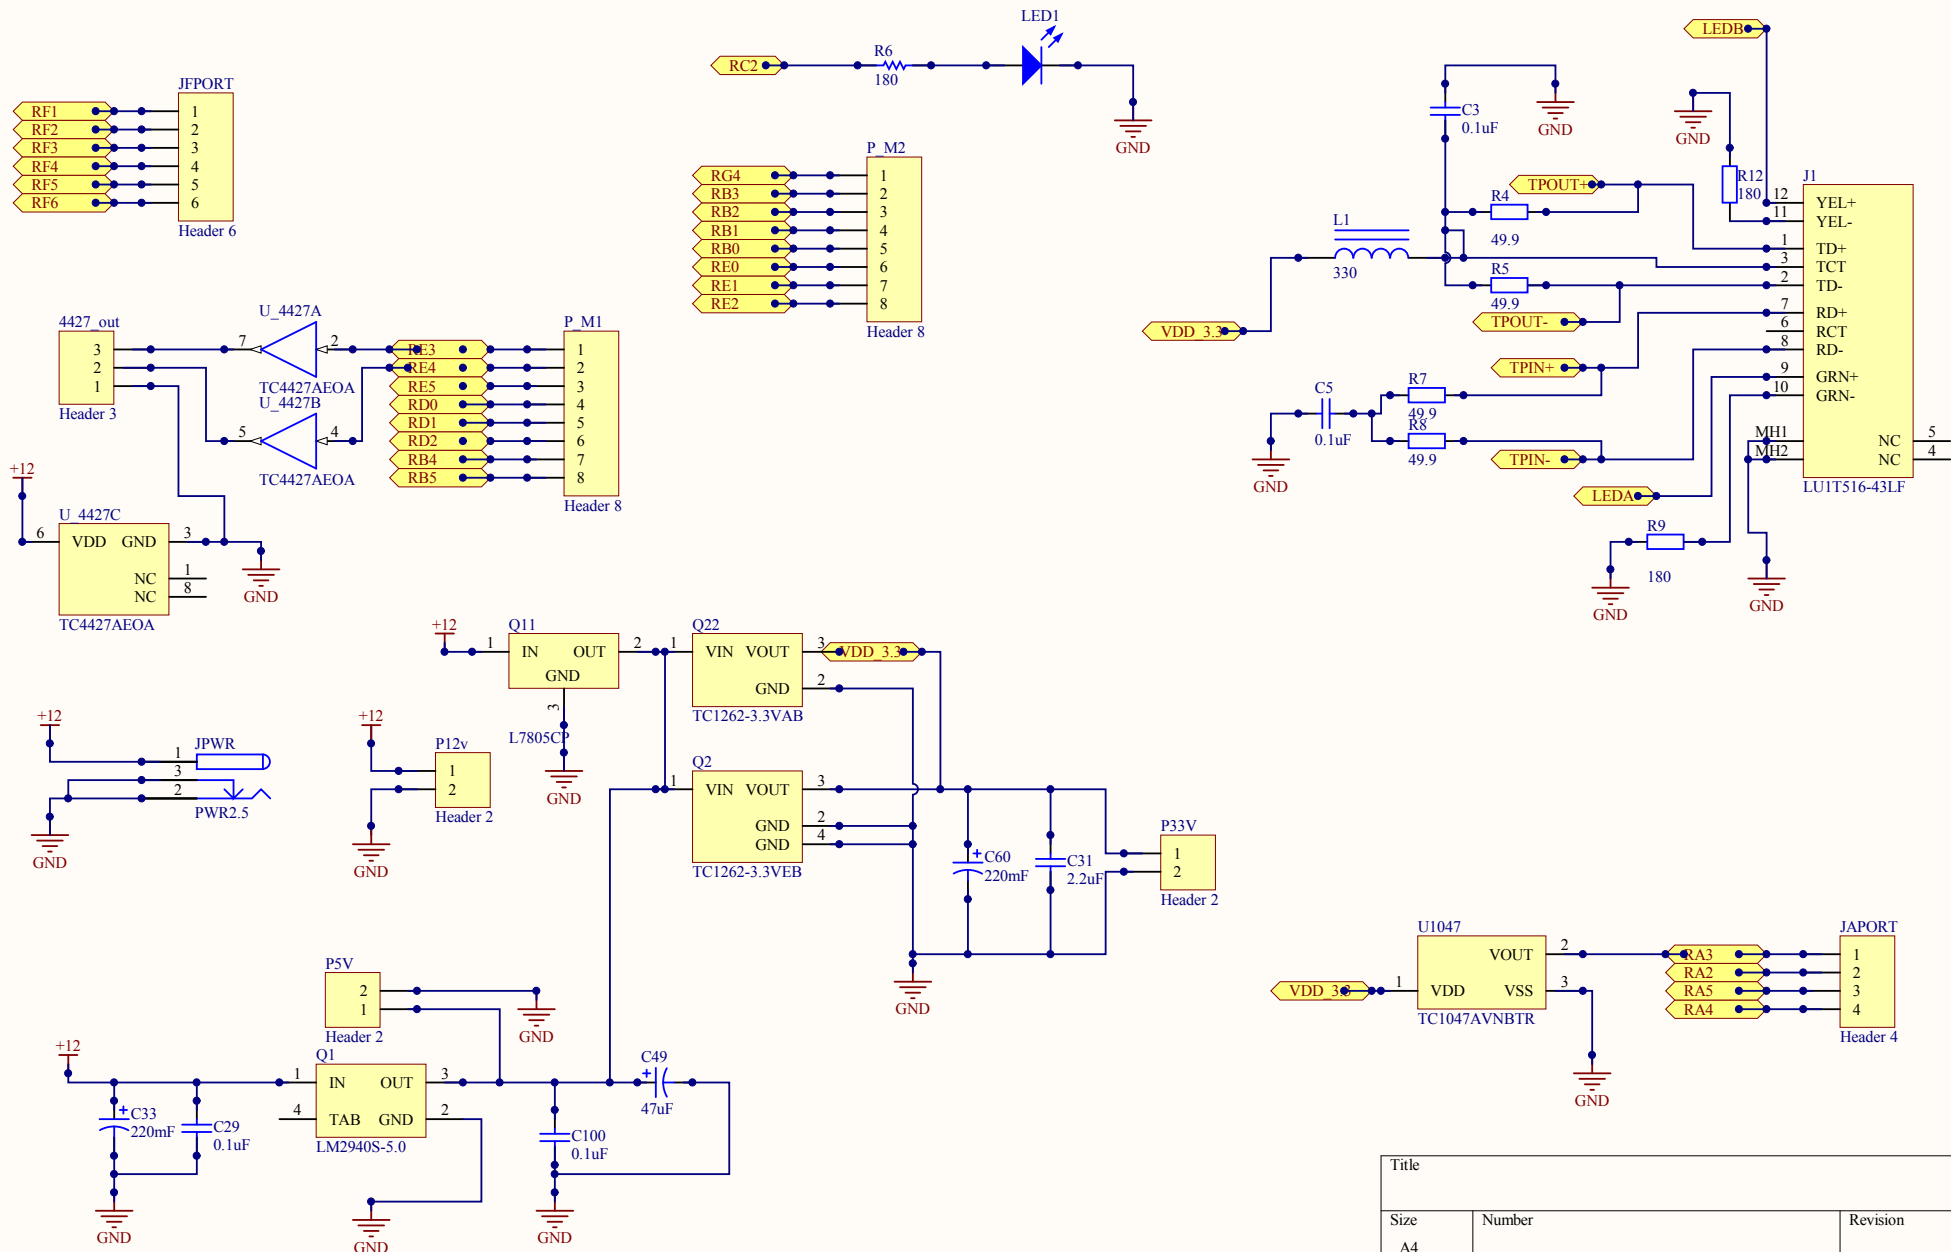 LED1
R6
180
RC2
GND
JFPORT
RF1 1
RF2 2
RF3 3
RF4 4
RF5 5
RF6 6
Header 6
P_M2
RG4 1
RB3 2
RB2 3
RB1 4
RB0 5
RE0 6
RE1 7
RE2 8
Header 8
4427_out
3
2
1
Header 3
U_4427A
7 2
TC4427AEOA
U_4427B
5 4
TC4427AEOA
P_M1
RE3 1
RE4 2
RE5 3
RD0 4
RD1 5
RD2 6
RB4 7
RB5 8
Header 8
+12
U_4427C
6 VDD GND 3
NC 1
NC 8
TC4427AEOA
GND
LEDB
C3
0.1uF
GND
GND
R12
180
J1
TPOUT+
R4
49.9
L1
330
R5
49.9
TPOUT-
VDD_3.3
TPIN+
C5
0.1uF
R7
49.9
R8
49.9
TPIN-
GND
LEDA
R9
180
GND
GND
12 YEL+
11 YEL-
1 TD+
3 TCT
2 TD-
7 RD+
6 RCT
8 RD-
9 GRN+
10 GRN-
MH1 NC 5
MH2 NC 4
LU1T516-43LF
+12
Q11
1 IN OUT 2
GND
3
L7805CP
GND
Q22
1 VIN VOUT 3
GND 2
TC1262-3.3VAB
VDD_3.3
Q2
1 VIN VOUT 3
GND 2
GND 4
TC1262-3.3VEB
+12
JPWR
1
3
2
PWR2.5
GND
+12
P12v
1
2
Header 2
GND
C60
220mF
C31
2.2uF
P33V
1
2
Header 2
GND
P5V
2
1
Header 2
GND
+12
Q1
1 IN OUT 3
4 TAB GND 2
LM2940S-5.0
C33
220mF
C29
0.1uF
GND
GND
C49
47uF
C100
0.1uF
GND
U1047
VOUT 2
VDD_3.3 1 VDD VSS 3
TC1047AVNBTR
GND
JAPORT
RA3 1
RA2 2
RA5 3
RA4 4
Header 4
Title
Size Number Revision
A4